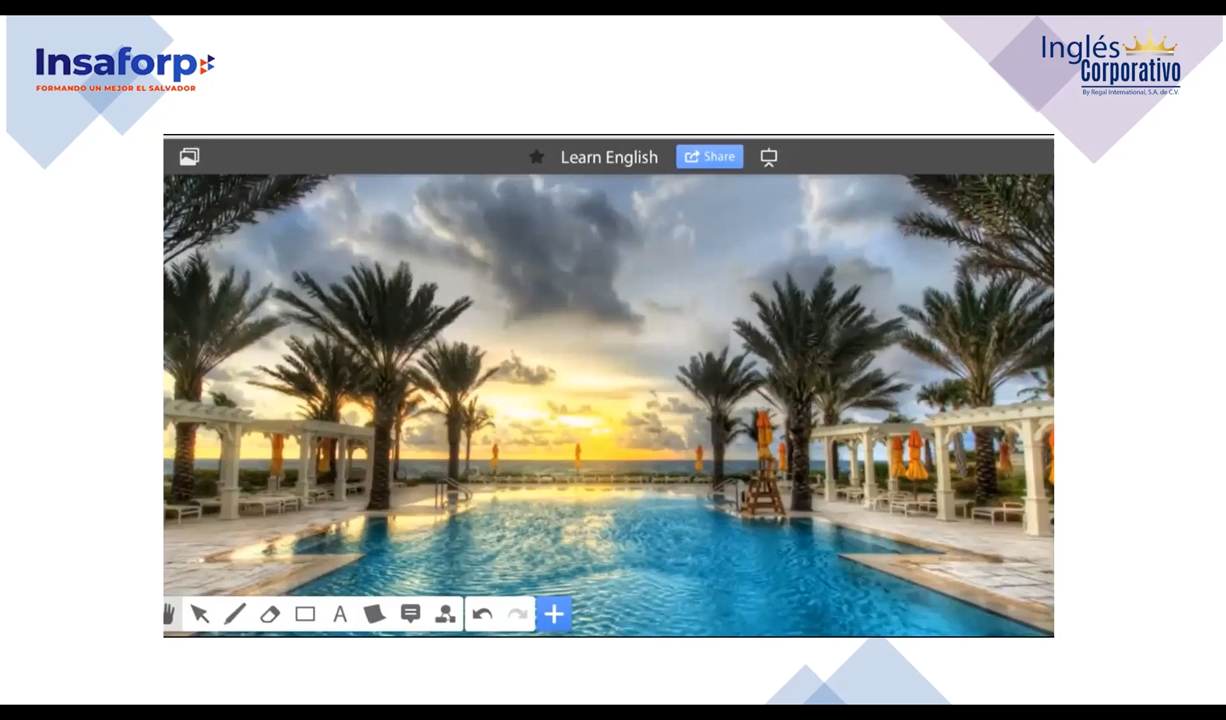 Insaforp
FORMANDO UN MEJOR EL SALVADOR
Inglés
Corporativo
By Regal International, S.A. de C.V.
Learn English
Share
A